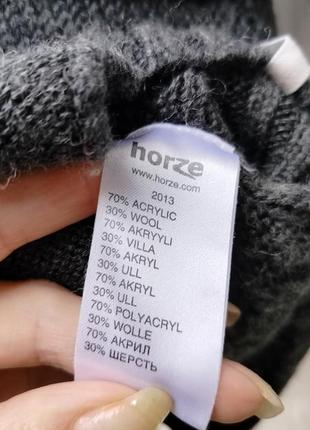 horze
www.horze.com
2013
70% ACRYLIC
30% WOOL
70% AKRYYLI
30% VILLA
70% AKRYL
30% ULL
70% AKRYL
30% ULL
70% POLYACRYL
30% WOLLE
70% АКРИЛ
30% ШЕРСТЬ